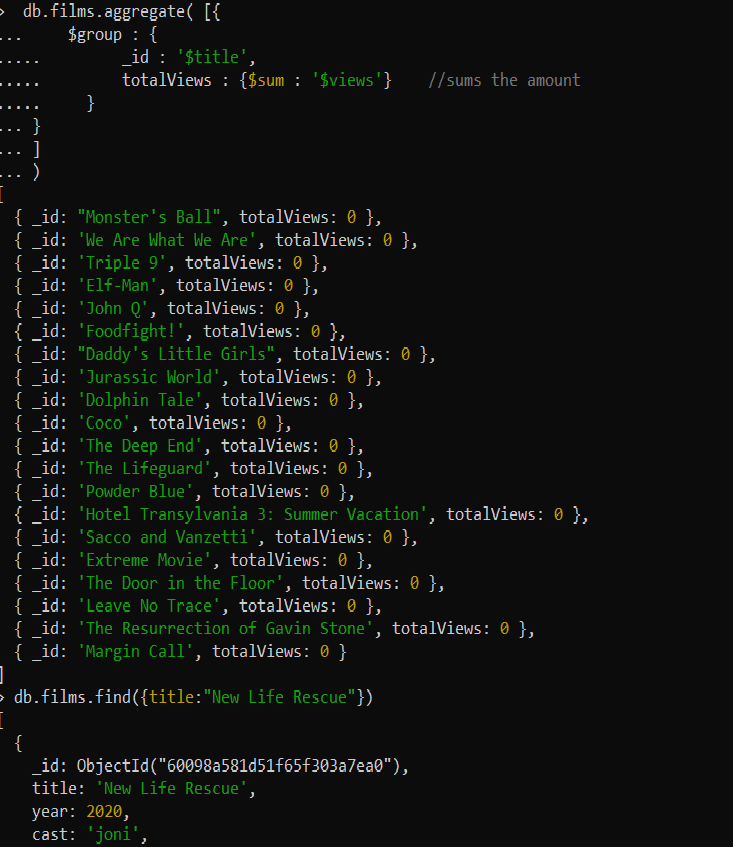 > db.films.aggregate( [{
... $group : {
..... _id : '$title',
..... totalViews : {$sum : '$views'} //sums the amount
..... }
... }
... ]
... )
[
{ _id: "Monster's Ball", totalViews: 0 },
{ _id: 'We Are What We Are', totalViews: 0 },
{ _id: 'Triple 9', totalViews: 0 },
{ _id: 'Elf-Man', totalViews: 0 },
{ _id: 'John Q', totalViews: 0 },
{ _id: 'Foodfight!', totalViews: 0 },
{ _id: "Daddy's Little Girls", totalViews: 0 },
{ _id: 'Jurassic World', totalViews: 0 },
{ _id: 'Dolphin Tale', totalViews: 0 },
{ _id: 'Coco', totalViews: 0 },
{ _id: 'The Deep End', totalViews: 0 },
{ _id: 'The Lifeguard', totalViews: 0 },
{ _id: 'Powder Blue', totalViews: 0 },
{ _id: 'Hotel Transylvania 3: Summer Vacation', totalViews: 0 },
{ _id: 'Sacco and Vanzetti', totalViews: 0 },
{ _id: 'Extreme Movie', totalViews: 0 },
{ _id: 'The Door in the Floor', totalViews: 0 },
{ _id: 'Leave No Trace', totalViews: 0 },
{ _id: 'The Resurrection of Gavin Stone', totalViews: 0 },
{ _id: 'Margin Call', totalViews: 0 }
]
> db.films.find({title:"New Life Rescue"})
[
{
_id: ObjectId("60098a581d51f65f303a7ea0"),
title: 'New Life Rescue',
year: 2020,
cast: 'joni',